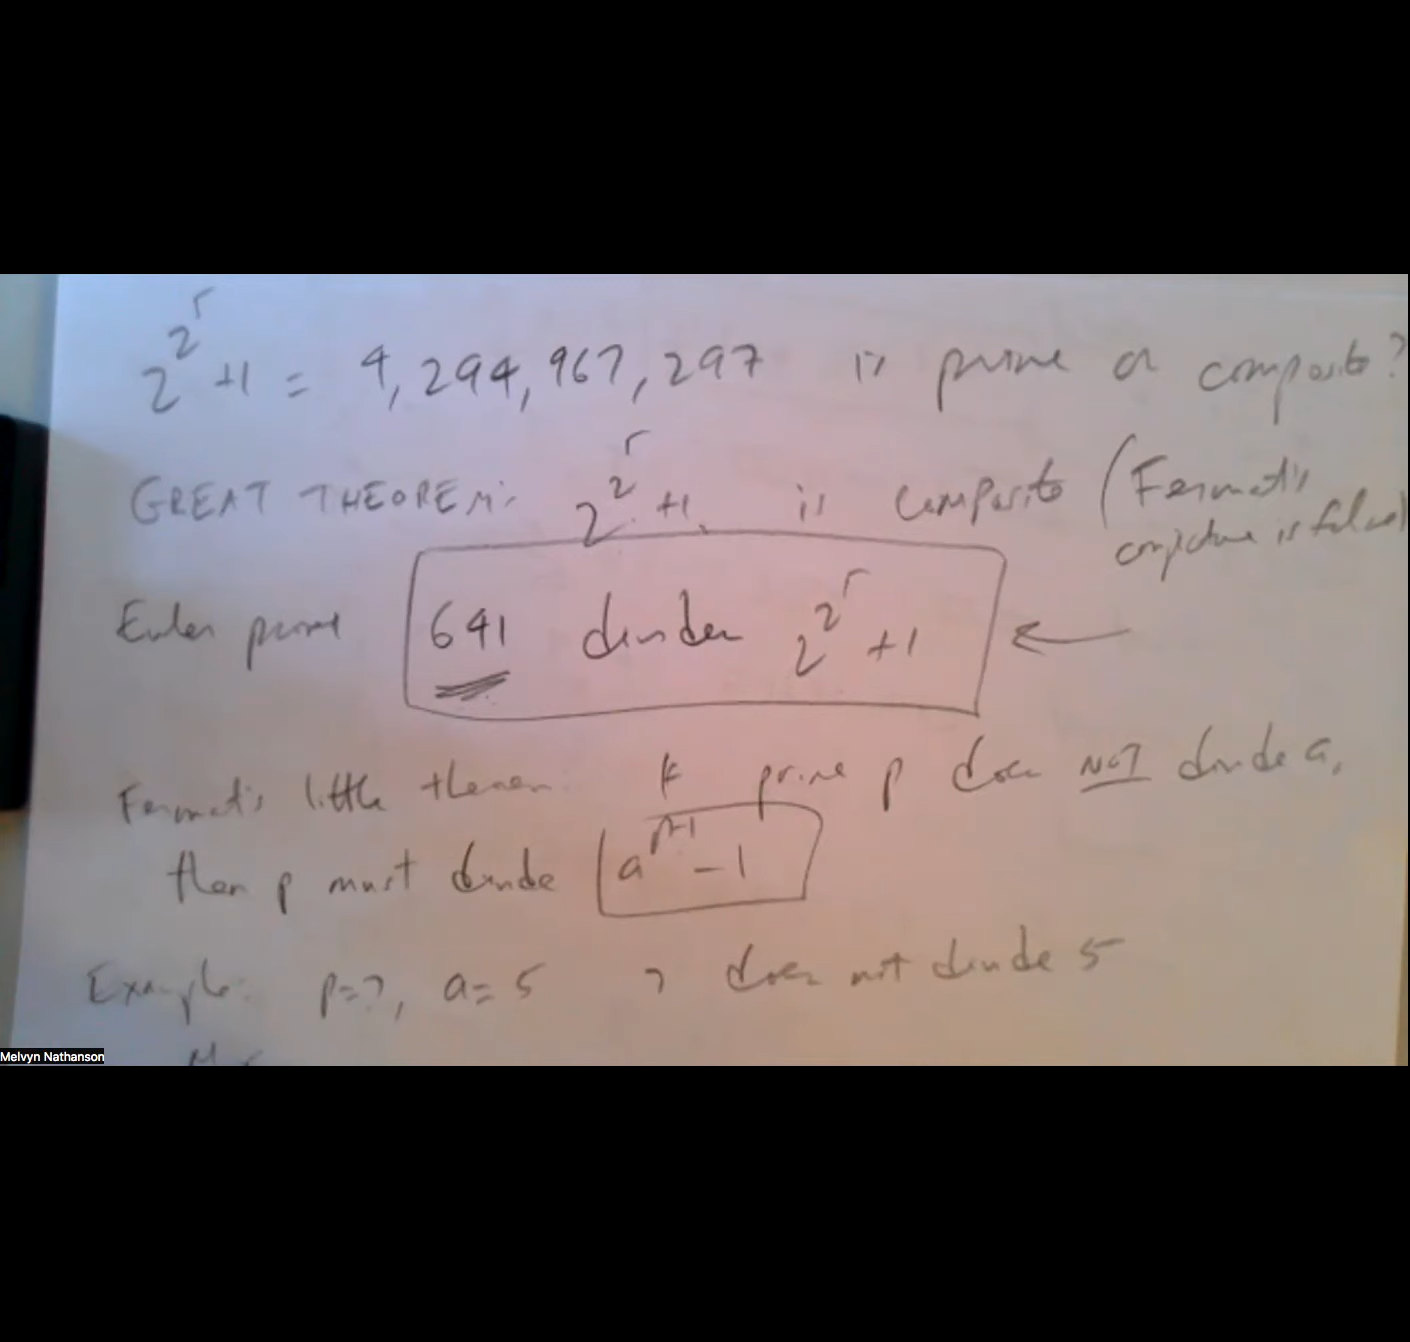 2^{2^5} +1 = 4,294,967,297 is prime or composite?
GREAT THEOREM: 2^{2^5} +1 is composite (Fermat's
conjecture is false)
Euler proved 641 divides 2^{2^5} +1 ←
Fermat's little theorem: If prime p does NOT divide a,
then p must divide a^{p-1} - 1
Example: p=7, a=5 7 does not divide 5
Melvyn Nathanson